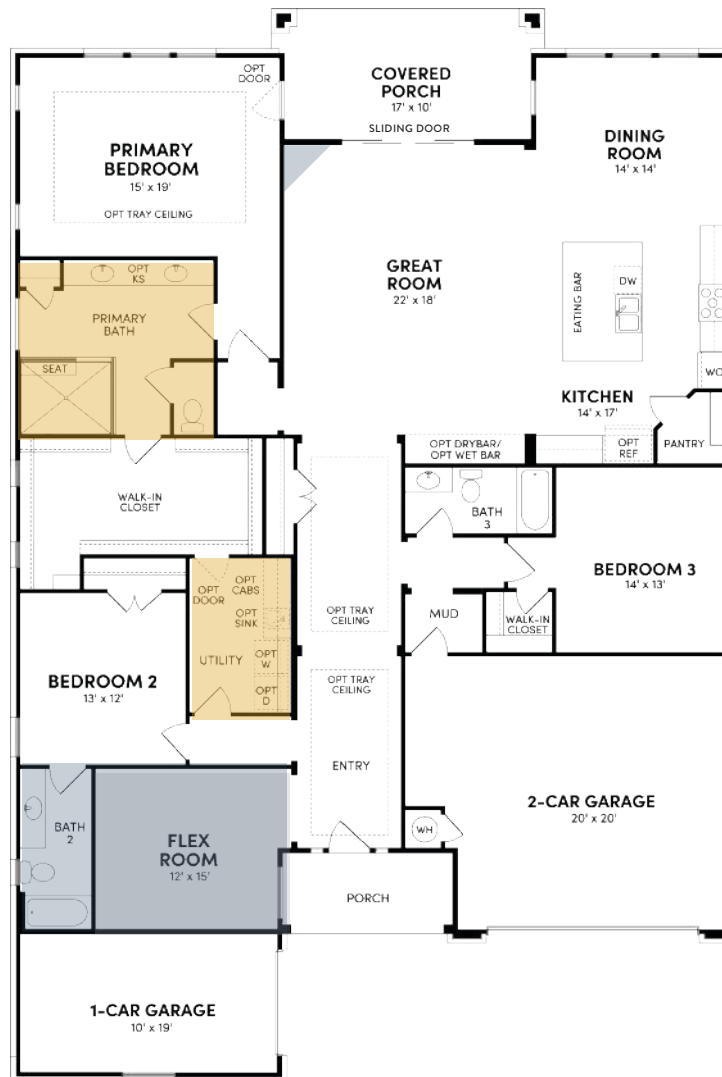 OPT
DOOR
COVERED
PORCH
17' x 10'
SLIDING DOOR
PRIMARY
BEDROOM
15' x 19'
OPT TRAY CEILING
DINING
ROOM
14' x 14'
GREAT
ROOM
22' x 18'
EATING BAR
DW
OPT
KS
PRIMARY
BATH
SEAT
WO
KITCHEN
14' x 17'
PANTRY
OPT
REF
OPT DRYBAR/
OPT WET BAR
WALK-IN
CLOSET
BATH
3
BEDROOM 3
14' x 13'
OPT
DOOR
OPT
CABS
OPT
SINK
OPT TRAY
CEILING
MUD
WALK-IN
CLOSET
UTILITY
OPT
W
OPT
D
BEDROOM 2
13' x 12'
OPT TRAY
CEILING
ENTRY
2-CAR GARAGE
20' x 20'
WH
BATH
2
FLEX
ROOM
12' x 15'
PORCH
1-CAR GARAGE
10' x 19'